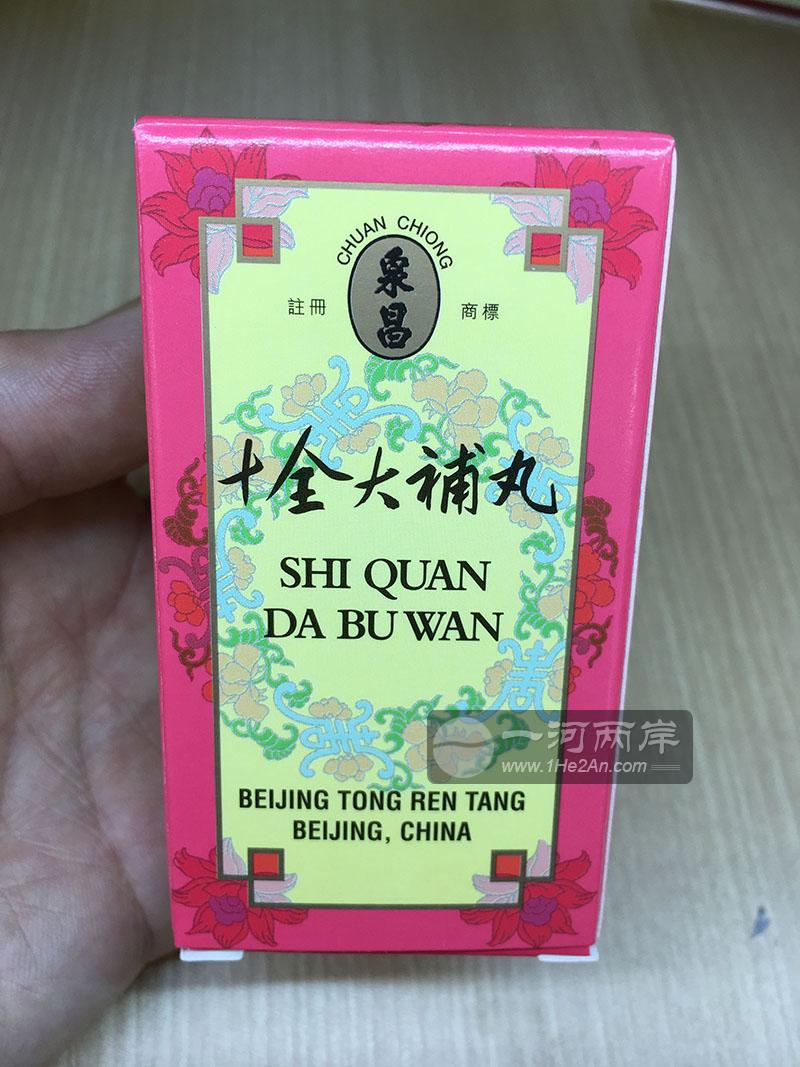 CHUAN CHIONG
泉昌
註冊 商標
十全大補丸
SHI QUAN
DA BU WAN
一河两岸
www.1He2An.com
BEIJING TONG REN TANG
BEIJING, CHINA